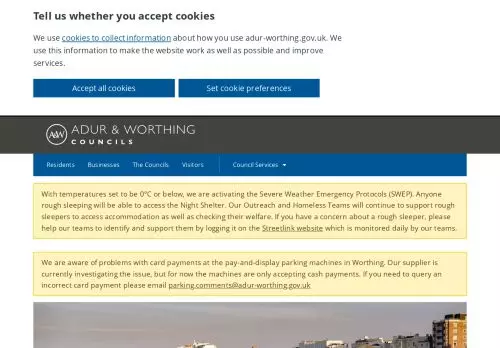 Tell us whether you accept cookies
We use cookies to collect information about how you use adur-worthing.gov.uk. We
use this information to make the website work as well as possible and improve
services.
Accept all cookies
Set cookie preferences
A&W ADUR & WORTHING
COUNCILS
Residents Businesses The Councils Visitors Council Services
With temperatures set to be 0°C or below, we are activating the Severe Weather Emergency Protocols (SWEP). Anyone
rough sleeping will be able to access the Night Shelter. Our Outreach and Homeless Teams will continue to support rough
sleepers to access accommodation as well as checking their welfare. If you have a concern about a rough sleeper, please
help our teams to identify and support them by logging it on the Streetlink website which is monitored daily by our teams.
We are aware of problems with card payments at the pay-and-display parking machines in Worthing. Our supplier is
currently investigating the issue, but for now the machines are only accepting cash payments. If you need to query an
incorrect card payment please email parking.comments@adur-worthing.gov.uk